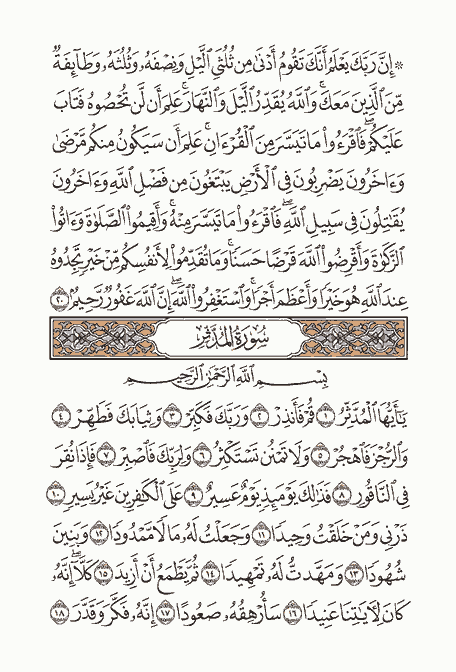 ۞ إِنَّ رَبَّكَ يَعْلَمُ أَنَّكَ تَقُومُ أَدْنَىٰ مِن ثُلُثَيِ ٱلَّيْلِ وَنِصْفَهُۥ وَثُلُثَهُۥ وَطَآئِفَةٌ
مِّنَ ٱلَّذِينَ مَعَكَۚ وَٱللَّهُ يُقَدِّرُ ٱلَّيْلَ وَٱلنَّهَارَۚ عَلِمَ أَن لَّن تُحْصُوهُ فَتَابَ
عَلَيْكُمْۖ فَٱقْرَءُوا۟ مَا تَيَسَّرَ مِنَ ٱلْقُرْءَانِۚ عَلِمَ أَن سَيَكُونُ مِنكُم مَّرْضَىٰ
وَءَاخَرُونَ يَضْرِبُونَ فِى ٱلْأَرْضِ يَبْتَغُونَ مِن فَضْلِ ٱللَّهِ وَءَاخَرُونَ
يُقَٰتِلُونَ فِى سَبِيلِ ٱللَّهِۖ فَٱقْرَءُوا۟ مَا تَيَسَّرَ مِنْهُۚ وَأَقِيمُوا۟ ٱلصَّلَوٰةَ وَءَاتُوا۟
ٱلزَّكَوٰةَ وَأَقْرِضُوا۟ ٱللَّهَ قَرْضًا حَسَنًاۚ وَمَا تُقَدِّمُوا۟ لِأَنفُسِكُم مِّنْ خَيْرٍ تَجِدُوهُ
عِندَ ٱللَّهِ هُوَ خَيْرًا وَأَعْظَمَ أَجْرًاۚ وَٱسْتَغْفِرُوا۟ ٱللَّهَۖ إِنَّ ٱللَّهَ غَفُورٌ رَّحِيمٌۢ ٢٠
سُورَةُ المُدَّثِّر
بِسْمِ ٱللَّهِ ٱلرَّحْمَٰنِ ٱلرَّحِيمِ
يَٰٓأَيُّهَا ٱلْمُدَّثِّرُ ١ قُمْ فَأَنذِرْ ٢ وَرَبَّكَ فَكَبِّرْ ٣ وَثِيَابَكَ فَطَهِّرْ ٤
وَٱلرُّجْزَ فَٱهْجُرْ ٥ وَلَا تَمْنُن تَسْتَكْثِرُ ٦ وَلِرَبِّكَ فَٱصْبِرْ ٧ فَإِذَا نُقِرَ
فِى ٱلنَّاقُورِ ٨ فَذَٰلِكَ يَوْمَئِذٍ يَوْمٌ عَسِيرٌ ٩ عَلَى ٱلْكَٰفِرِينَ غَيْرُ يَسِيرٍ ١٠
ذَرْنِى وَمَنْ خَلَقْتُ وَحِيدًا ١١ وَجَعَلْتُ لَهُۥ مَالًا مَّمْدُودًا ١٢ وَبَنِينَ
شُهُودًا ١٣ وَمَهَّدتُّ لَهُۥ تَمْهِيدًا ١٤ ثُمَّ يَطْمَعُ أَنْ أَزِيدَ ١٥ كَلَّآۖ إِنَّهُۥ
كَانَ لِءَايَٰتِنَا عَنِيدًا ١٦ سَأُرْهِقُهُۥ صَعُودًا ١٧ إِنَّهُۥ فَكَّرَ وَقَدَّرَ ١٨